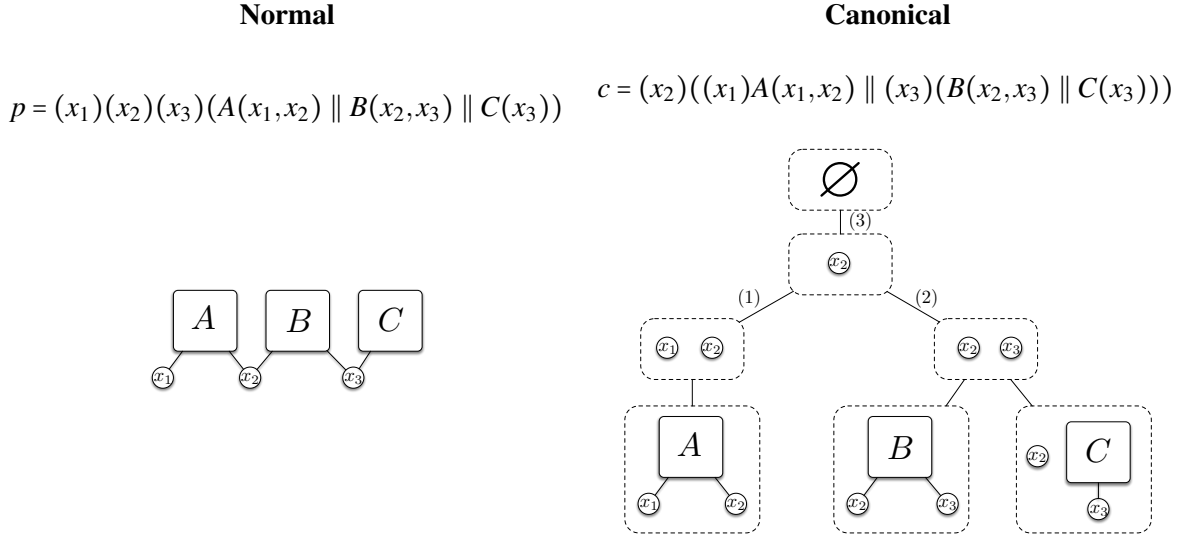 Normal
Canonical
p = (x₁)(x₂)(x₃)(A(x₁,x₂) ∥ B(x₂,x₃) ∥ C(x₃))
c = (x₂)((x₁)A(x₁,x₂) ∥ (x₃)(B(x₂,x₃) ∥ C(x₃)))
∅
(3)
x₂
(1) (2)
A B C
x₁ x₂ x₃
x₁ x₂ x₂ x₃
A B x₂ C
x₁ x₂ x₂ x₃ x₃